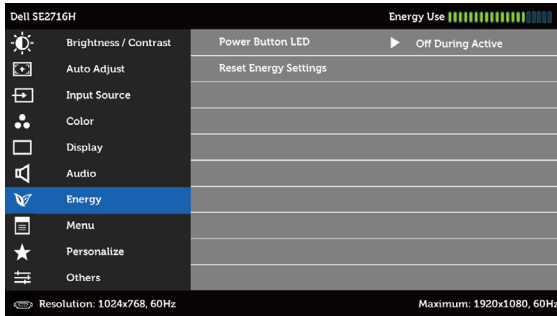 Dell SE2716H Energy Use
Brightness / Contrast Power Button LED Off During Active
Auto Adjust Reset Energy Settings
Input Source
Color
Display
Audio
Energy
Menu
Personalize
Others
Resolution: 1024x768, 60Hz Maximum: 1920x1080, 60Hz